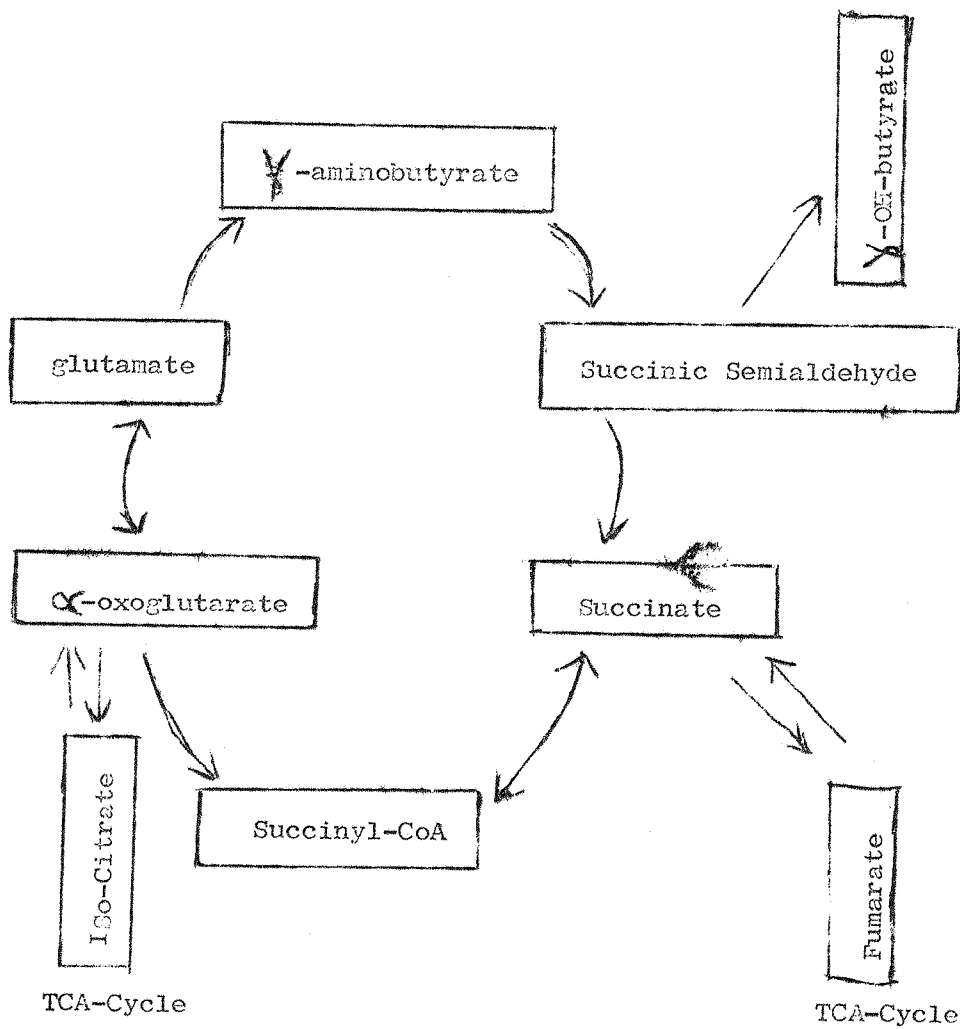 γ-OH-butyrate
γ-aminobutyrate
glutamate
Succinic Semialdehyde
α-oxoglutarate
Succinate
Iso-Citrate
Succinyl-CoA
Fumarate
TCA-Cycle
TCA-Cycle